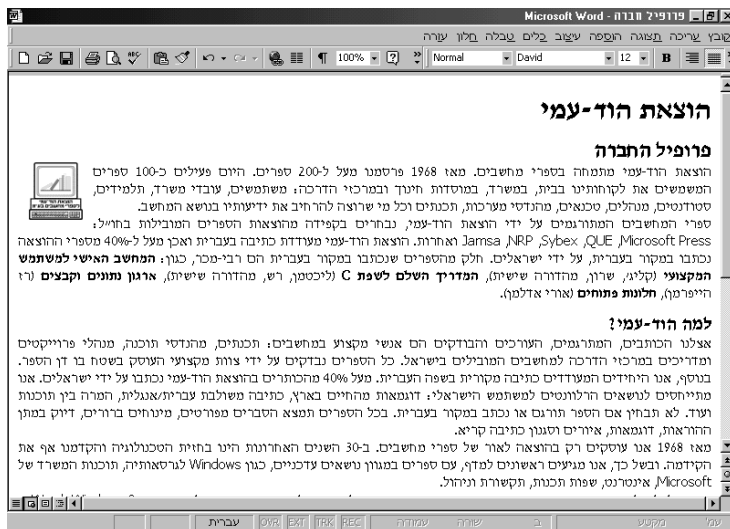 Microsoft Word - פרופיל חברה
קובץ עריכה תצוגה הוספה עיצוב כלים טבלה חלון עזרה
100% Normal David 12 B
הוצאת הוד-עמי
פרופיל החברה
הוצאת הוד-עמי מתמחה בספרי מחשבים. מאז 1968 פרסמנו מעל ל-200 ספרים. היום פעילים כ-100 ספרים
המשמשים את לקוחותינו בבית, במשרד, במוסדות חינוך ובמרכזי הדרכה: משתמשים, עובדי משרד, תלמידים,
סטודנטים, מנהלים, טכנאים, מהנדסי מערכות, תכנתים וכל מי שרוצה להרחיב את ידיעותיו בנושא המחשב.
ספרי המחשבים המתורגמים על ידי הוצאת הוד-עמי, נבחרים בקפידה מהוצאות הספרים המובילות בחו״ל:
Microsoft Press, QUE, Sybex, NRP, Jamsa ואחרות. הוצאת הוד-עמי מעודדת כתיבה בעברית ואכן מעל ל-40% מספרי ההוצאה
נכתבו במקור בעברית, על ידי ישראלים. חלק מהספרים שנכתבו במקור בעברית הם רבי-מכר, כגון: המחשב האישי למשתמש
המקצועי (קליגי, שרון, מהדורה שישית), המדריך השלם לשפת C (ליכטמן, רש, מהדורה שישית), ארגון נתונים וקבצים (רז
הייפרמן), חלונות פתוחים (אורי אדלמן).
למה הוד-עמי?
אצלנו הכותבים, המתרגמים, העורכים והבודקים הם אנשי מקצוע במחשבים: תכנתים, מהנדסי תוכנה, מנהלי פרוייקטים
ומדריכים במרכזי הדרכה למחשבים המובילים בישראל. כל הספרים נבדקים על ידי צוות מקצועי העוסק בשטח בו דן הספר.
בנוסף, אנו היחידים המעודדים כתיבה מקורית בשפה העברית. מעל 40% מהכותרים בהוצאת הוד-עמי נכתבו על ידי ישראלים. אנו
מתייחסים לנושאים הרלוונטים למשתמש הישראלי: דוגמאות מהחיים בארץ, כתיבה משולבת עברית/אנגלית, המרה בין תוכנות
ועוד. לא תבחין אם הספר תורגם או נכתב במקור בעברית. בכל הספרים תמצא הסברים מפורטים, מינוחים ברורים, דיוק במתן
ההוראות, דוגמאות, איורים וסגנון כתיבה קריא.
מאז 1968 אנו עוסקים רק בהוצאה לאור של ספרי מחשבים. ב-30 השנים האחרונות הינו בחזית הטכנולוגיה והקדמנו אף את
הקידמה. ובשל כך, אנו מגיעים ראשונים למדף, עם ספרים במגוון נושאים עדכניים, כגון Windows לגרסאותיה, תוכנות המשרד של
Microsoft, אינטרנט, שפות תכנות, תקשורת וניהול.
עמ' מקטע ב שורה עמודה REC TRK EXT OVR עברית